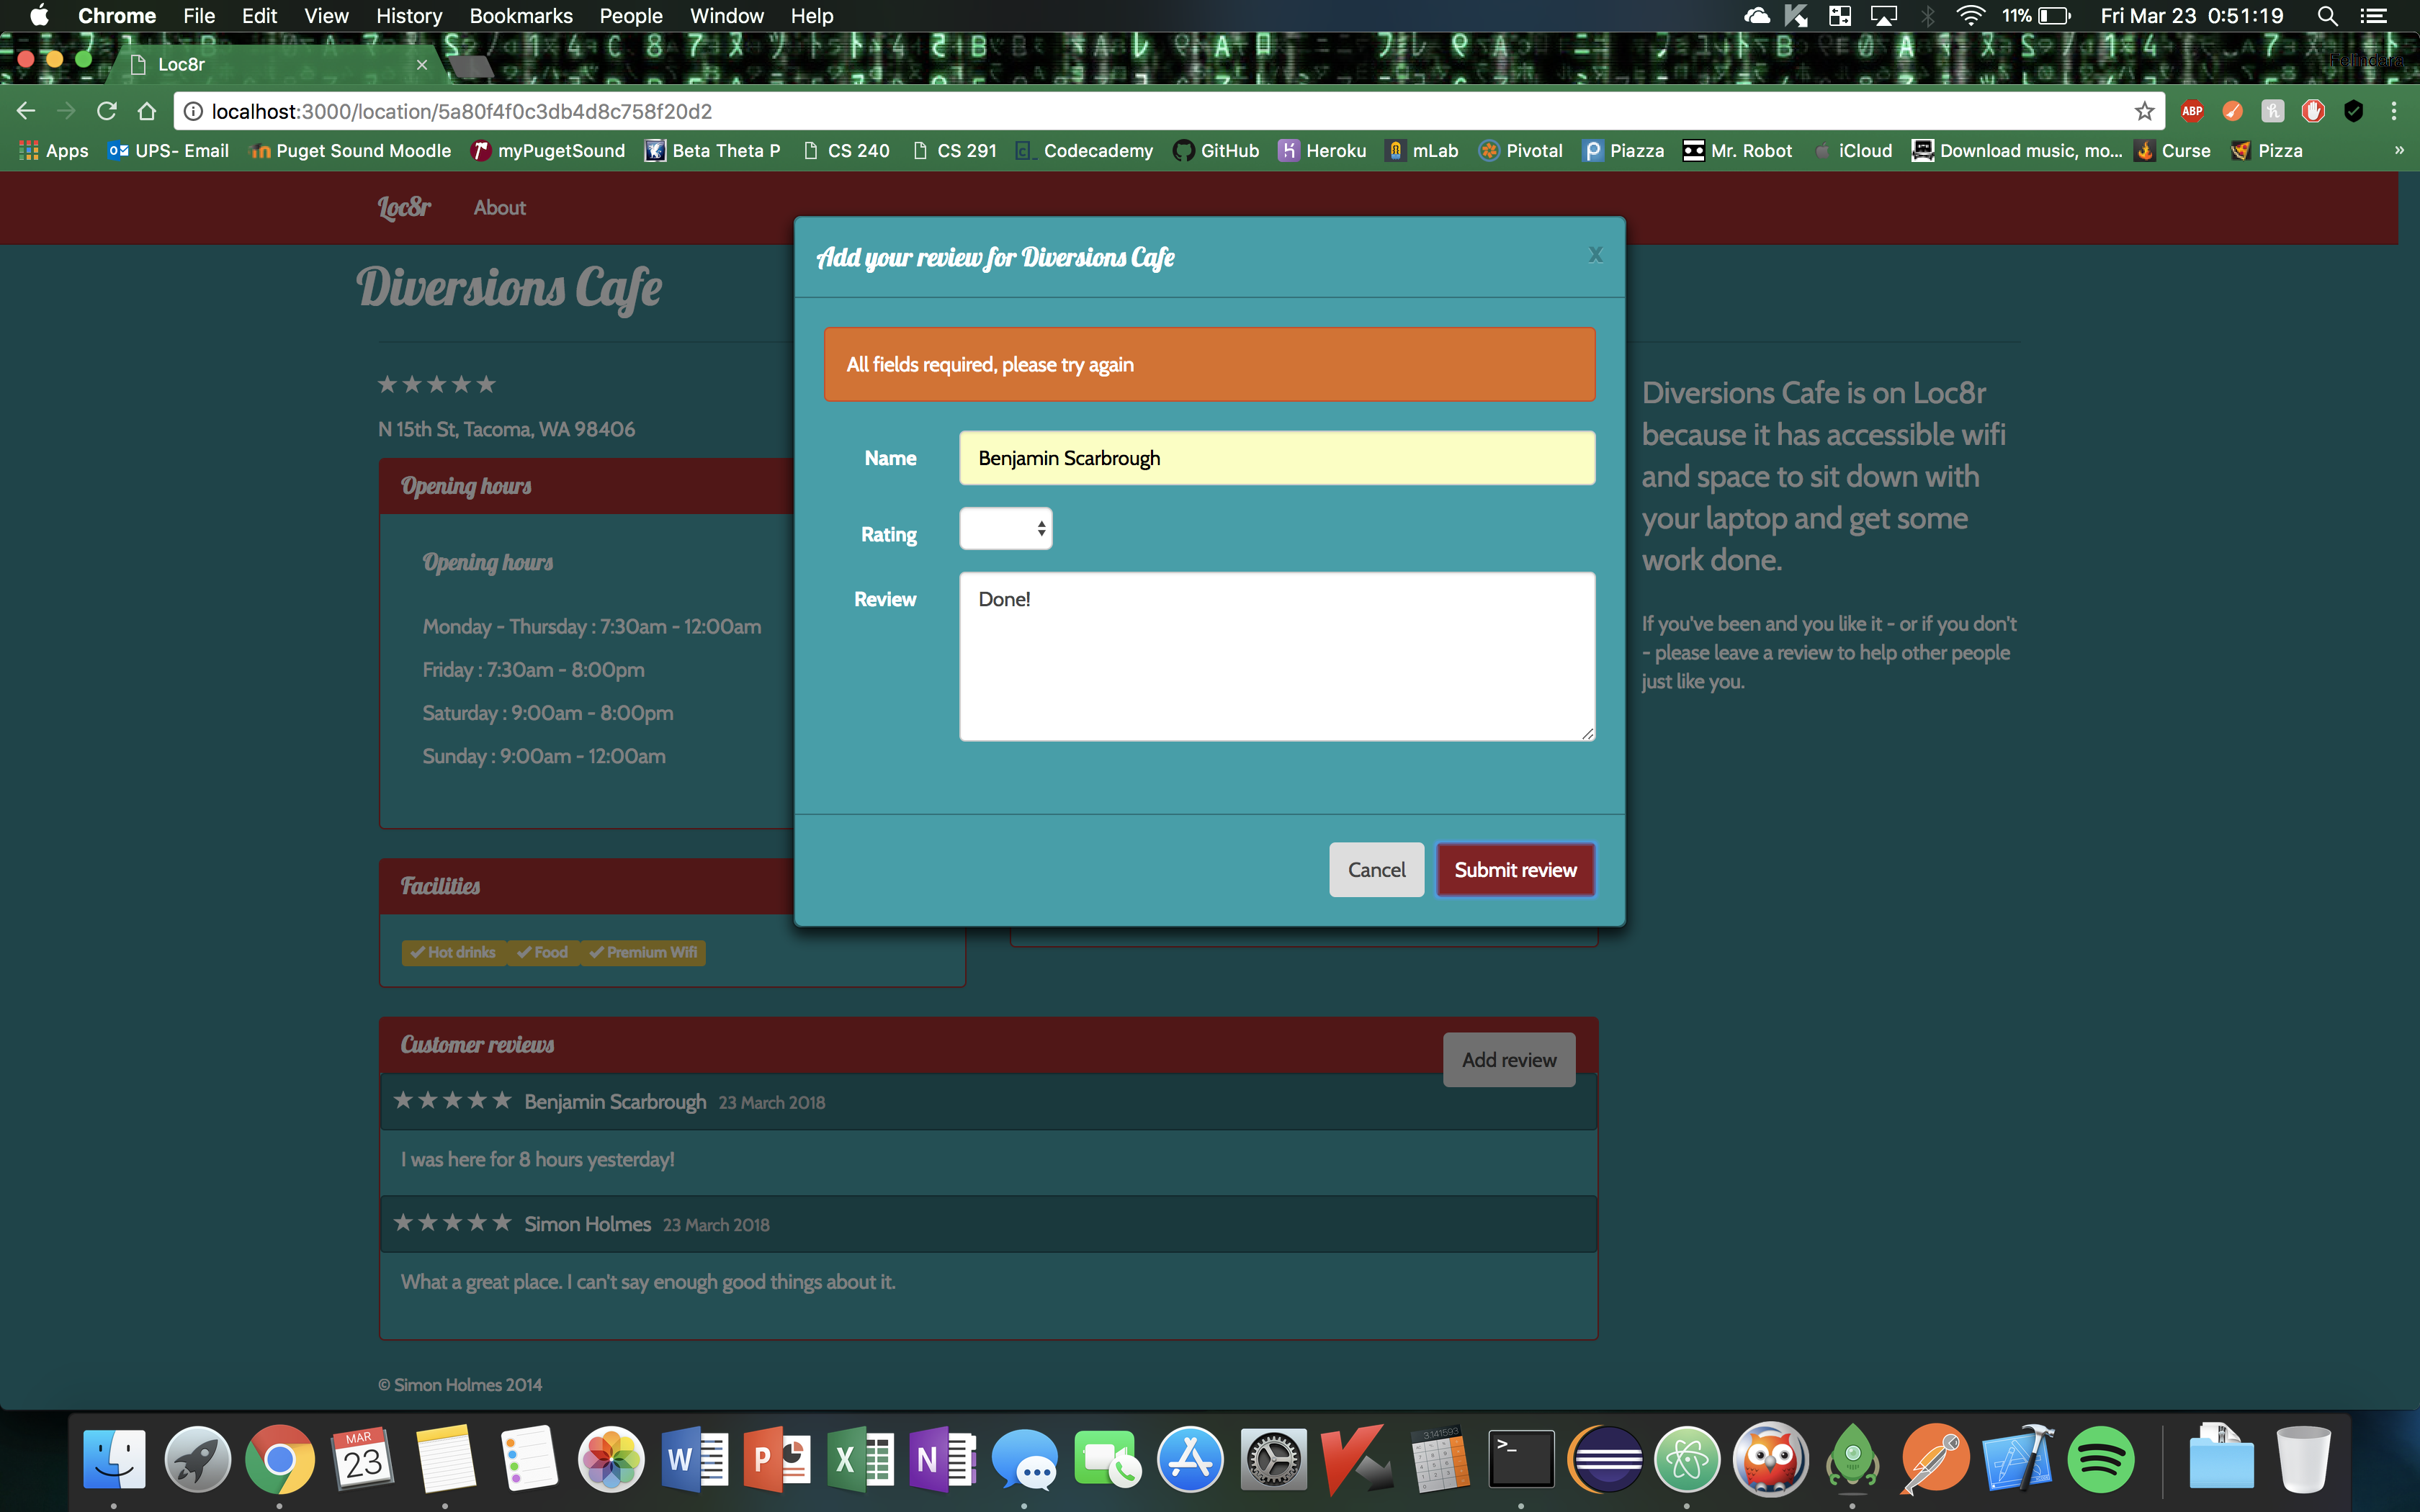 Chrome File Edit View History Bookmarks People Window Help 11% Fri Mar 23 0:51:19
Loc8r
localhost:3000/location/5a80f4f0c3db4d8c758f20d2 ABP
Apps UPS- Email Puget Sound Moodle myPugetSound Beta Theta P CS 240 CS 291 Codecademy GitHub Heroku mLab Pivotal Piazza Mr. Robot iCloud Download music, mo... Curse Pizza »
Loc8r About
Diversions Cafe
N 15th St, Tacoma, WA 98406
Opening hours
Opening hours
Monday - Thursday : 7:30am - 12:00am
Friday : 7:30am - 8:00pm
Saturday : 9:00am - 8:00pm
Sunday : 9:00am - 12:00am
Facilities
Hot drinks Food Premium Wifi
Add your review for Diversions Cafe x
All fields required, please try again
Name Benjamin Scarbrough
Rating
Review Done!
Cancel Submit review
Diversions Cafe is on Loc8r
because it has accessible wifi
and space to sit down with
your laptop and get some
work done.
If you've been and you like it - or if you don't
- please leave a review to help other people
just like you.
Customer reviews Add review
Benjamin Scarbrough 23 March 2018
I was here for 8 hours yesterday!
Simon Holmes 23 March 2018
What a great place. I can't say enough good things about it.
© Simon Holmes 2014
MAR
23
W P X N
3.141593
>_